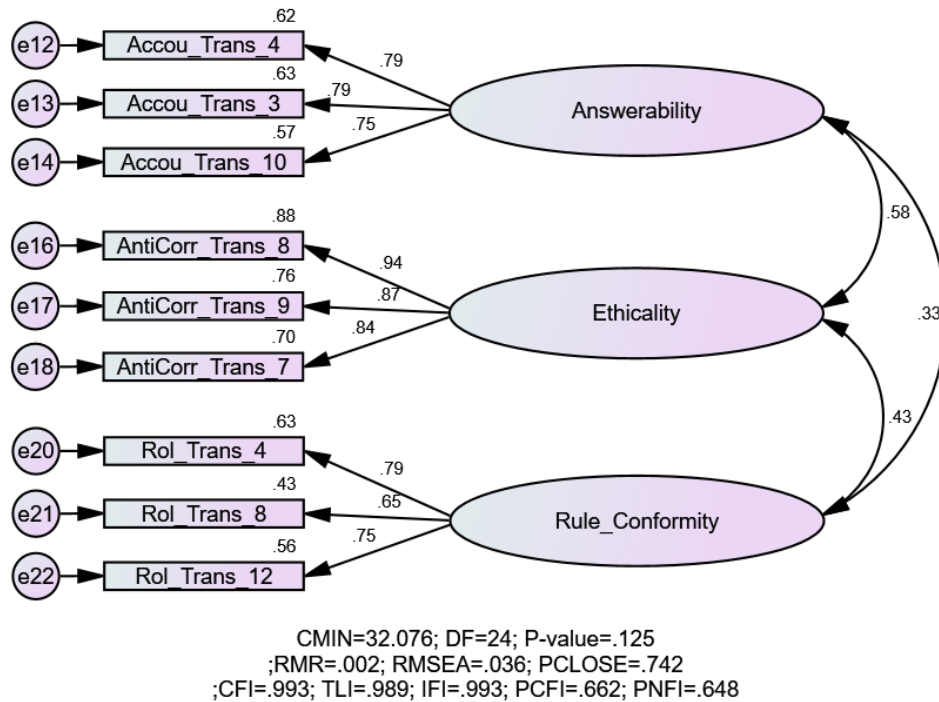 .62
e12
Accou_Trans_4
.79
.63
e13
Accou_Trans_3
.79
Answerability
.57
e14
Accou_Trans_10
.75
.58
.88
e16
AntiCorr_Trans_8
.94
.76
e17
AntiCorr_Trans_9
.87
Ethicality
.33
.70
e18
AntiCorr_Trans_7
.84
.43
.63
e20
Rol_Trans_4
.79
.43
e21
Rol_Trans_8
.65
Rule_Conformity
.56
e22
Rol_Trans_12
.75
CMIN=32.076; DF=24; P-value=.125
;RMR=.002; RMSEA=.036; PCLOSE=.742
;CFI=.993; TLI=.989; IFI=.993; PCFI=.662; PNFI=.648